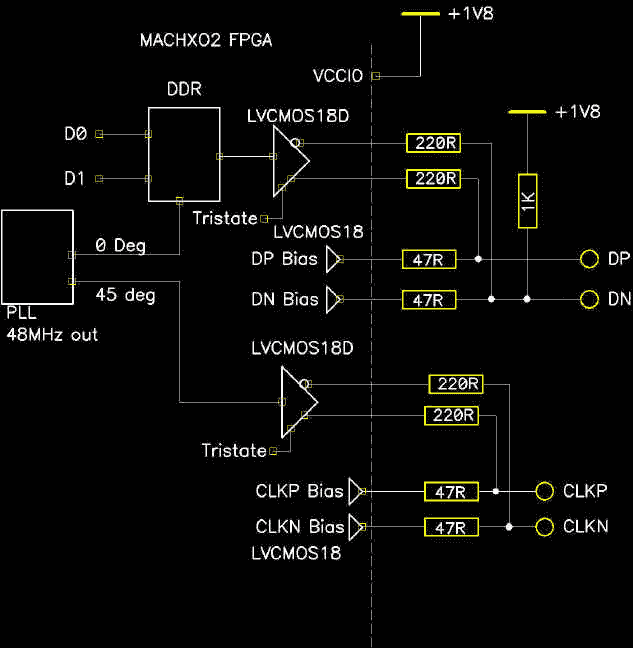 +1V8
MACHXO2 FPGA
VCCIO
DDR
LVCMOS18D
+1V8
D0
220R
D1
220R
1K
Tristate
LVCMOS18
0 Deg
DP Bias
47R
DP
45 deg
DN Bias
47R
DN
PLL
48MHz out
LVCMOS18D
220R
220R
Tristate
CLKP Bias
47R
CLKP
CLKN Bias
47R
CLKN
LVCMOS18